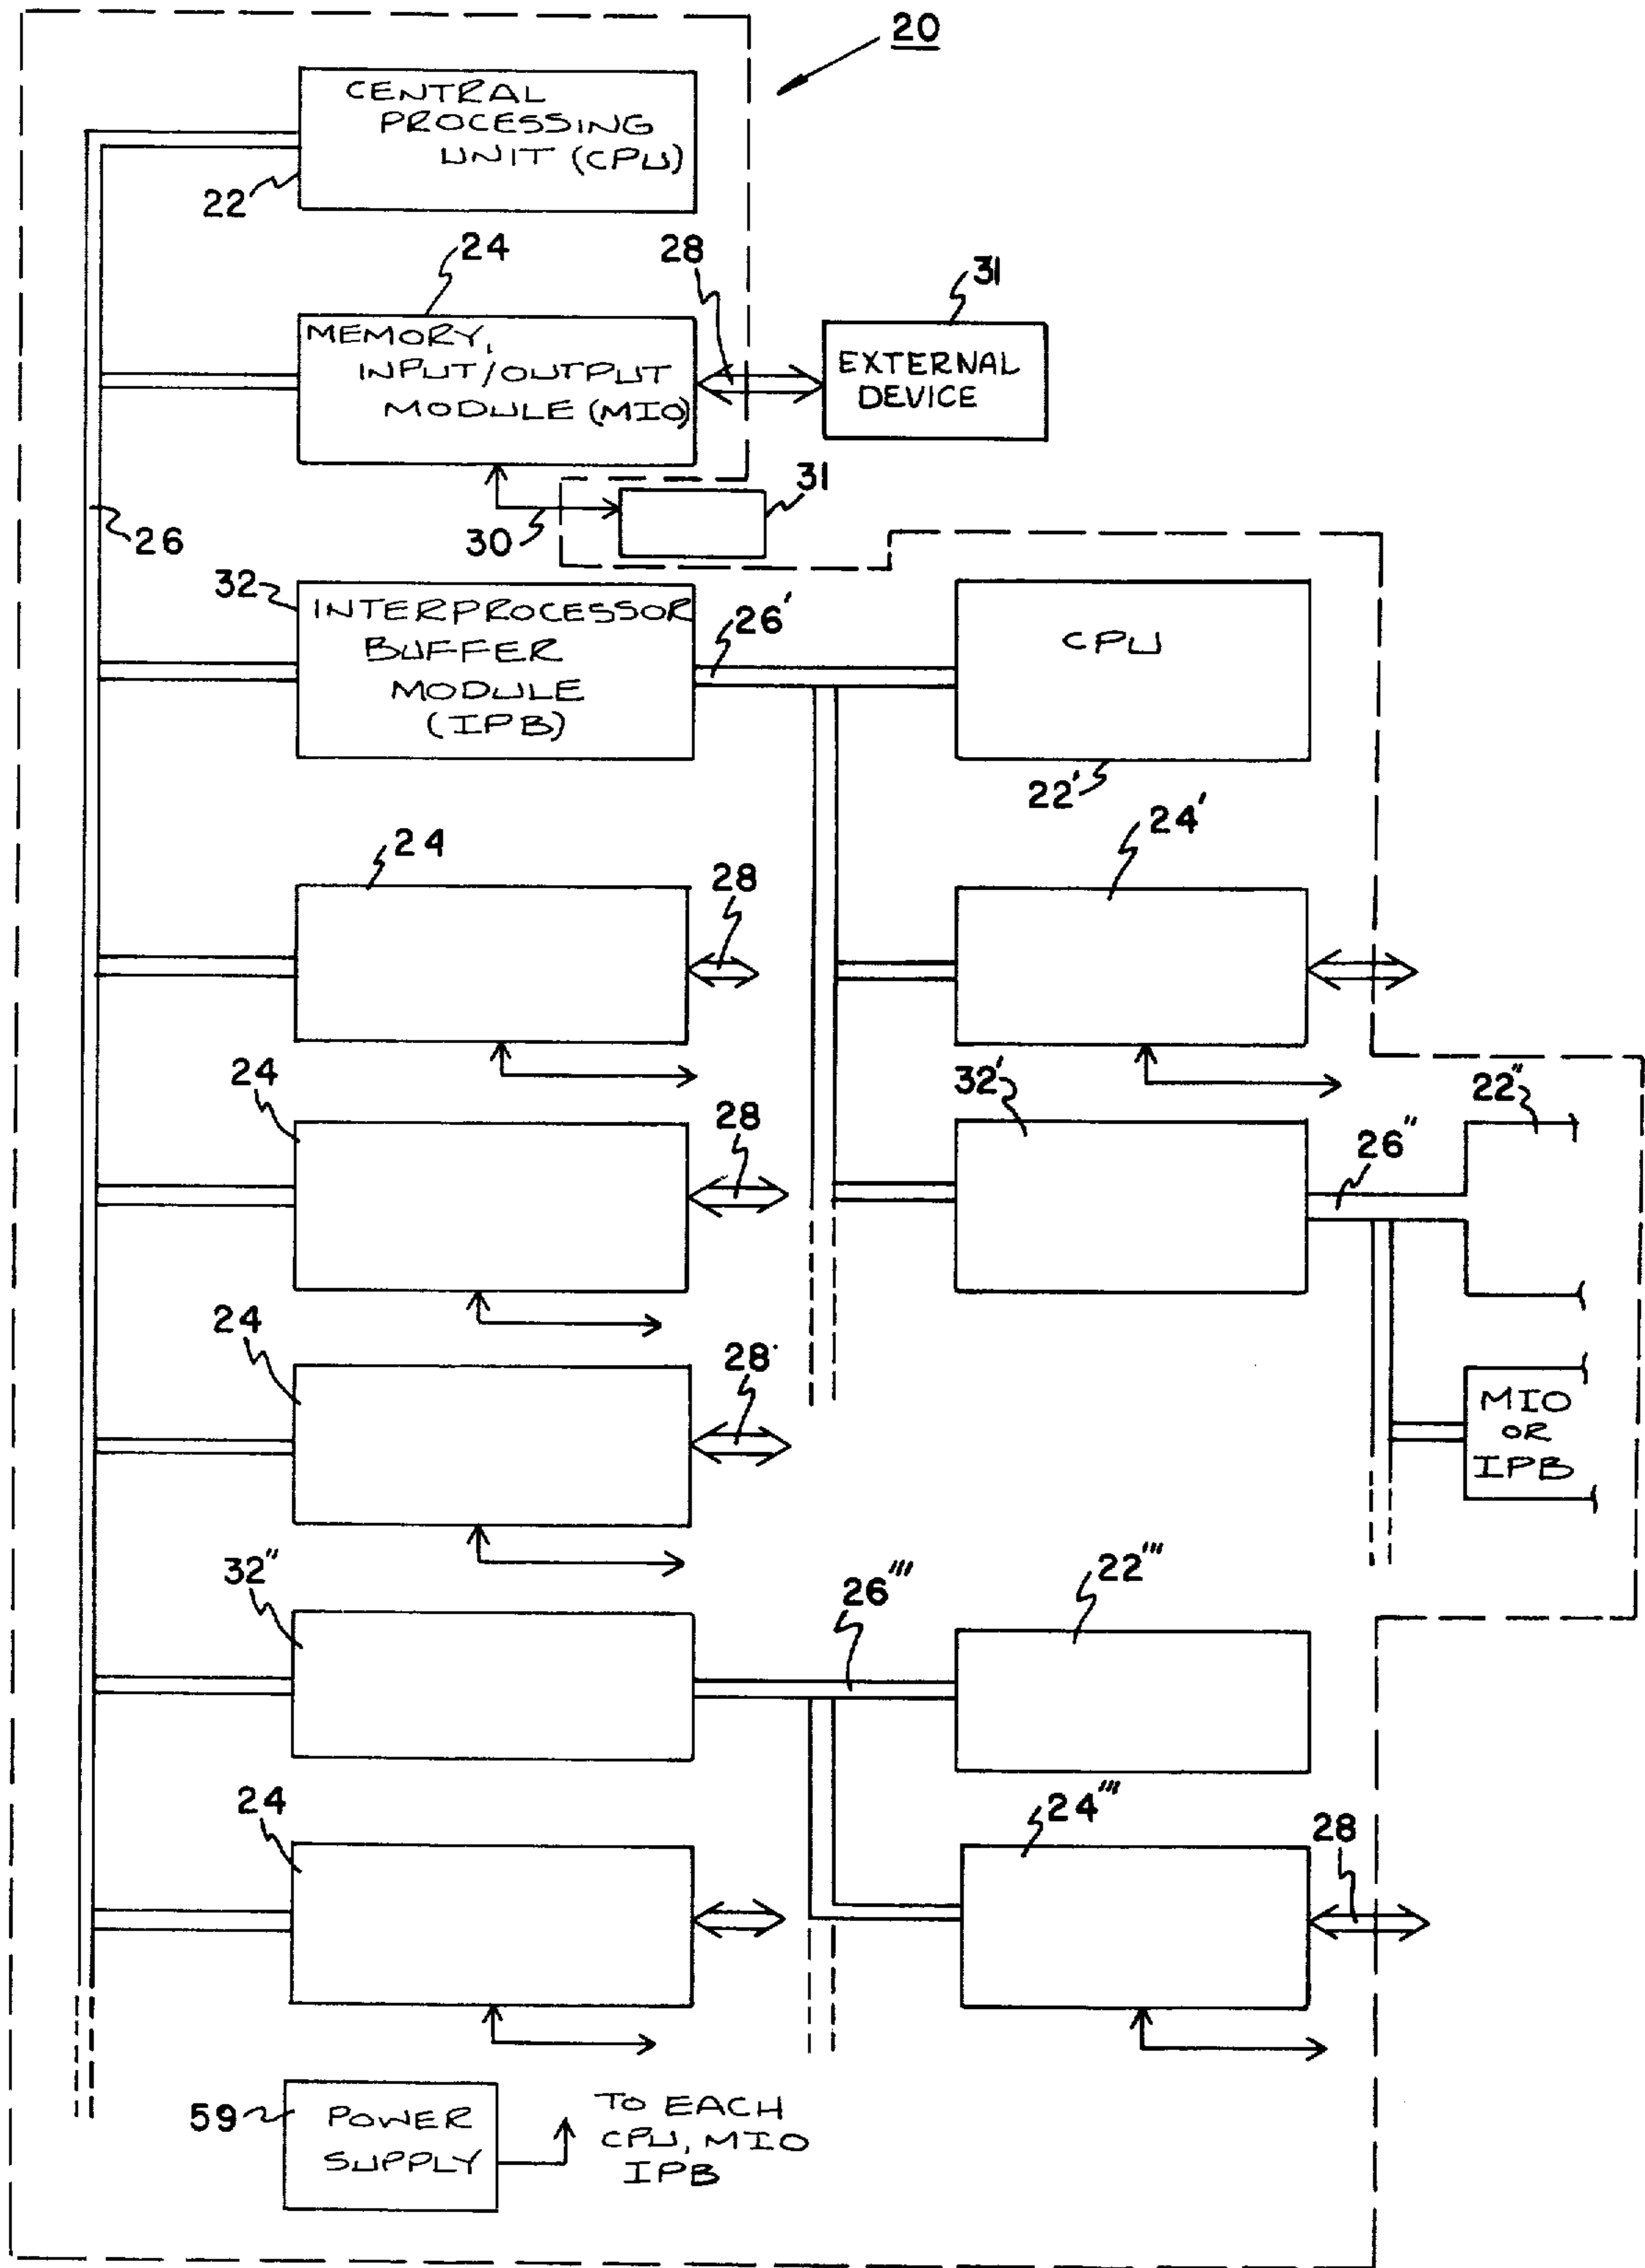 20
CENTRAL
PROCESSING
UNIT (CPU)
22
24
28
31
MEMORY,
INPUT/OUTPUT
MODULE (MIO)
EXTERNAL
DEVICE
31
30
26
32
INTERPROCESSOR
BUFFER
MODULE
(IPB)
26'
CPU
22'
24
28
24'
24
28
32'
22"
26"
24
28
MIO
OR
IPB
32"
26'''
22'''
24
24'''
28
59
POWER
SUPPLY
TO EACH
CPU, MIO
IPB